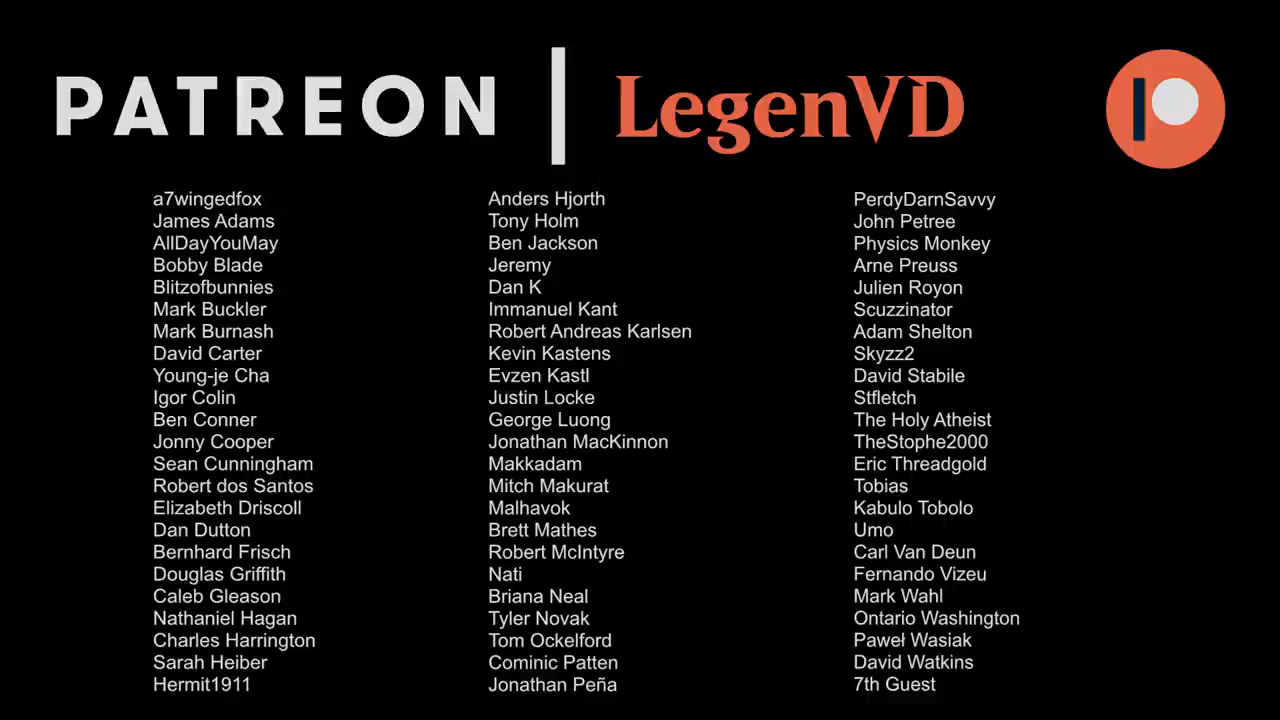 PATREON | LegenVD
a7wingedfox
James Adams
AllDayYouMay
Bobby Blade
Blitzofbunnies
Mark Buckler
Mark Burnash
David Carter
Young-je Cha
Igor Colin
Ben Conner
Jonny Cooper
Sean Cunningham
Robert dos Santos
Elizabeth Driscoll
Dan Dutton
Bernhard Frisch
Douglas Griffith
Caleb Gleason
Nathaniel Hagan
Charles Harrington
Sarah Heiber
Hermit1911
Anders Hjorth
Tony Holm
Ben Jackson
Jeremy
Dan K
Immanuel Kant
Robert Andreas Karlsen
Kevin Kastens
Evzen Kastl
Justin Locke
George Luong
Jonathan MacKinnon
Makkadam
Mitch Makurat
Malhavok
Brett Mathes
Robert McIntyre
Nati
Briana Neal
Tyler Novak
Tom Ockelford
Cominic Patten
Jonathan Peña
PerdyDarnSavvy
John Petree
Physics Monkey
Arne Preuss
Julien Royon
Scuzzinator
Adam Shelton
Skyzz2
David Stabile
Stfletch
The Holy Atheist
TheStophe2000
Eric Threadgold
Tobias
Kabulo Tobolo
Umo
Carl Van Deun
Fernando Vizeu
Mark Wahl
Ontario Washington
Paweł Wasiak
David Watkins
7th Guest